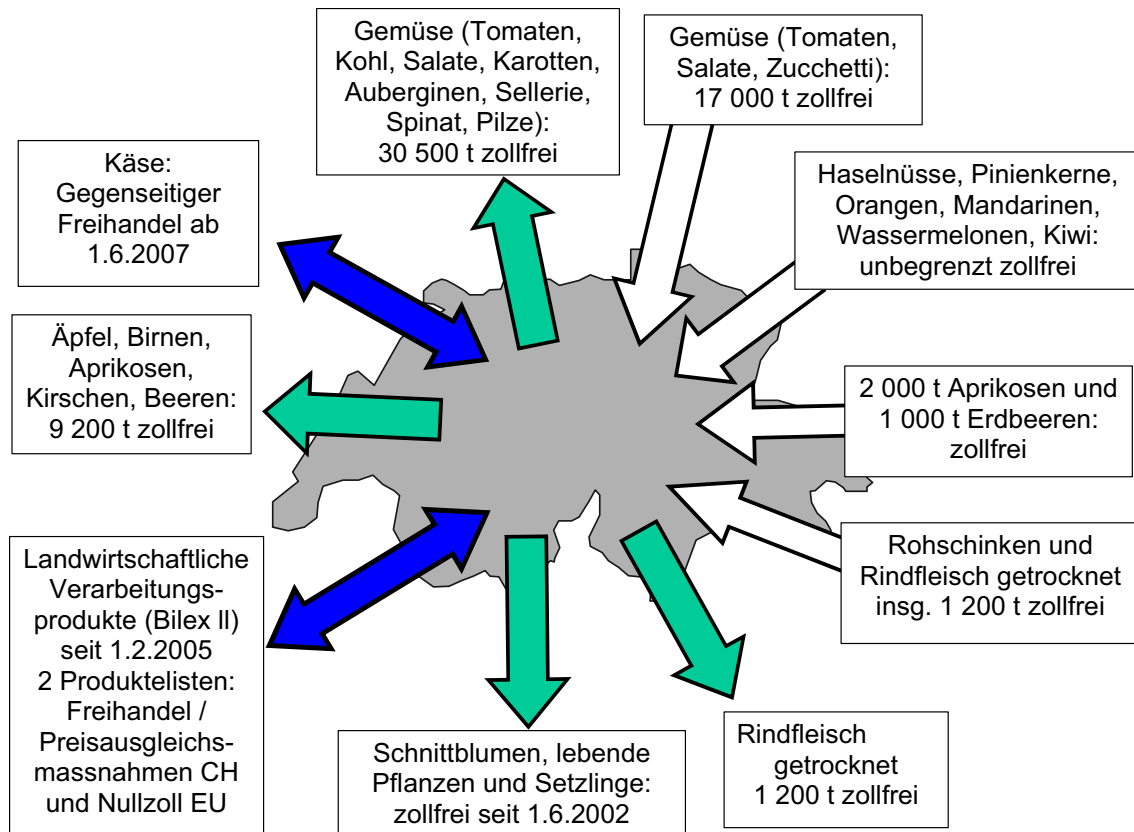 Gemüse (Tomaten,
Kohl, Salate, Karotten,
Auberginen, Sellerie,
Spinat, Pilze):
30 500 t zollfrei
Gemüse (Tomaten,
Salate, Zucchetti):
17 000 t zollfrei
Käse:
Gegenseitiger
Freihandel ab
1.6.2007
Haselnüsse, Pinienkerne,
Orangen, Mandarinen,
Wassermelonen, Kiwi:
unbegrenzt zollfrei
Äpfel, Birnen,
Aprikosen,
Kirschen, Beeren:
9 200 t zollfrei
2 000 t Aprikosen und
1 000 t Erdbeeren:
zollfrei
Landwirtschaftliche
Verarbeitungs-
produkte (Bilex II)
seit 1.2.2005
2 Produktelisten:
Freihandel /
Preisausgleichs-
massnahmen CH
und Nullzoll EU
Rohschinken und
Rindfleisch getrocknet
insg. 1 200 t zollfrei
Schnittblumen, lebende
Pflanzen und Setzlinge:
zollfrei seit 1.6.2002
Rindfleisch
getrocknet
1 200 t zollfrei